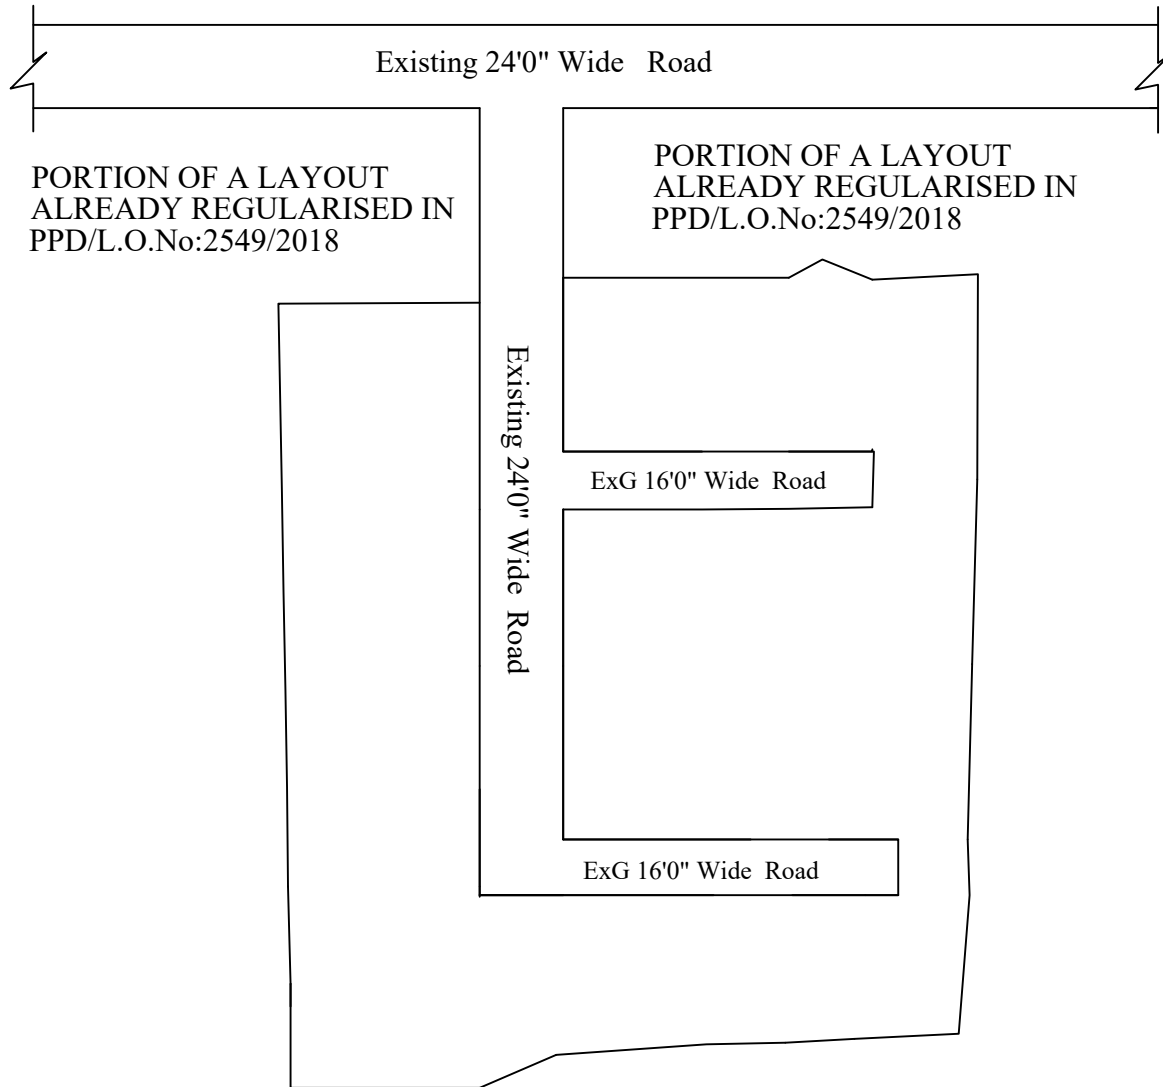 Existing 24'0" Wide Road
PORTION OF A LAYOUT
ALREADY REGULARISED IN
PPD/L.O.No:2549/2018
PORTION OF A LAYOUT
ALREADY REGULARISED IN
PPD/L.O.No:2549/2018
Existing 24'0" Wide Road
ExG 16'0" Wide Road
ExG 16'0" Wide Road